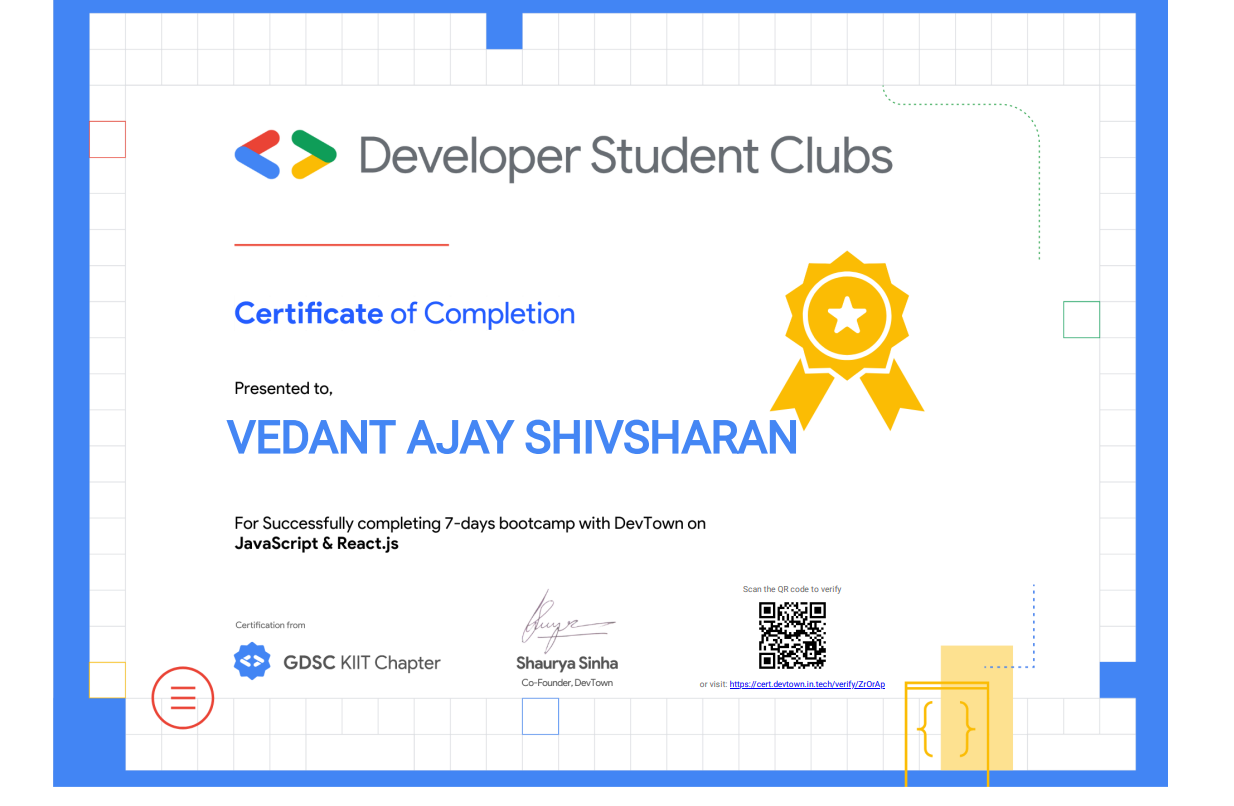 Developer Student Clubs
Certificate of Completion
Presented to,
VEDANT AJAY SHIVSHARAN
For Successfully completing 7-days bootcamp with DevTown on
JavaScript & React.js
Scan the QR code to verify
Certification from
GDSC KIIT Chapter
Shaurya Sinha
Co-Founder, DevTown
or visit: https://cert.devtown.in.tech/verify/ZrOrAp
{ }